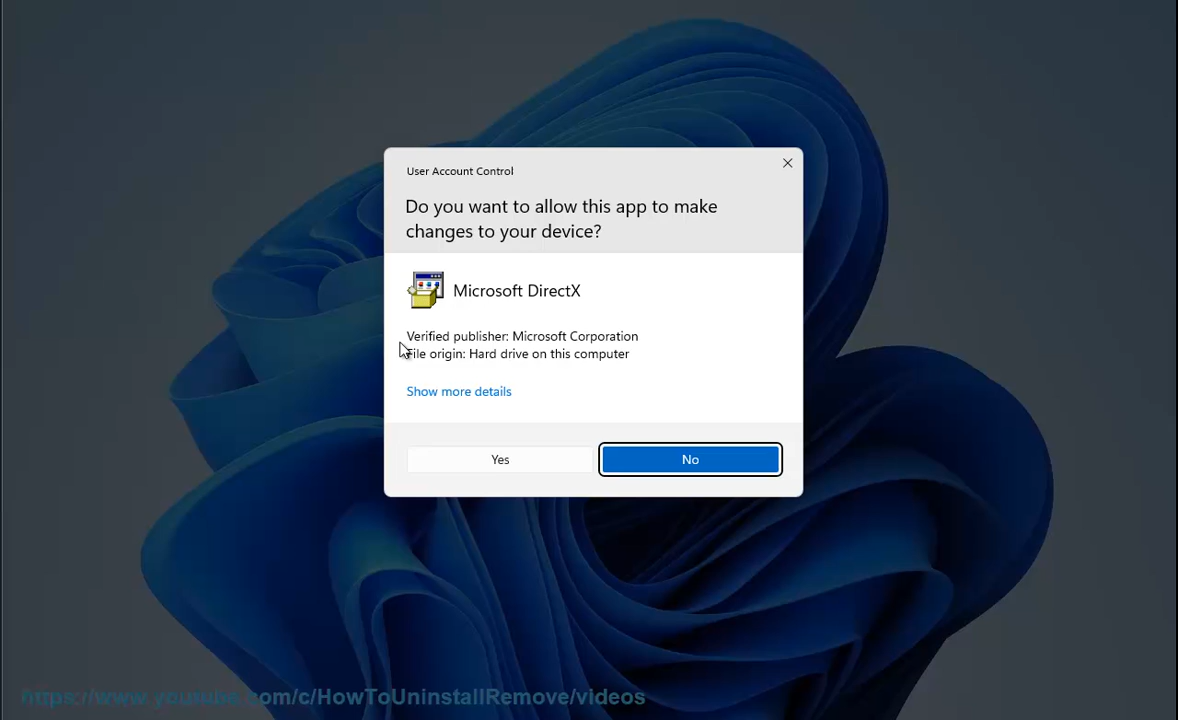 User Account Control
Do you want to allow this app to make
changes to your device?
Microsoft DirectX
Verified publisher: Microsoft Corporation
File origin: Hard drive on this computer
Show more details
Yes
No
https://www.youtube.com/c/HowToUninstallRemove/videos